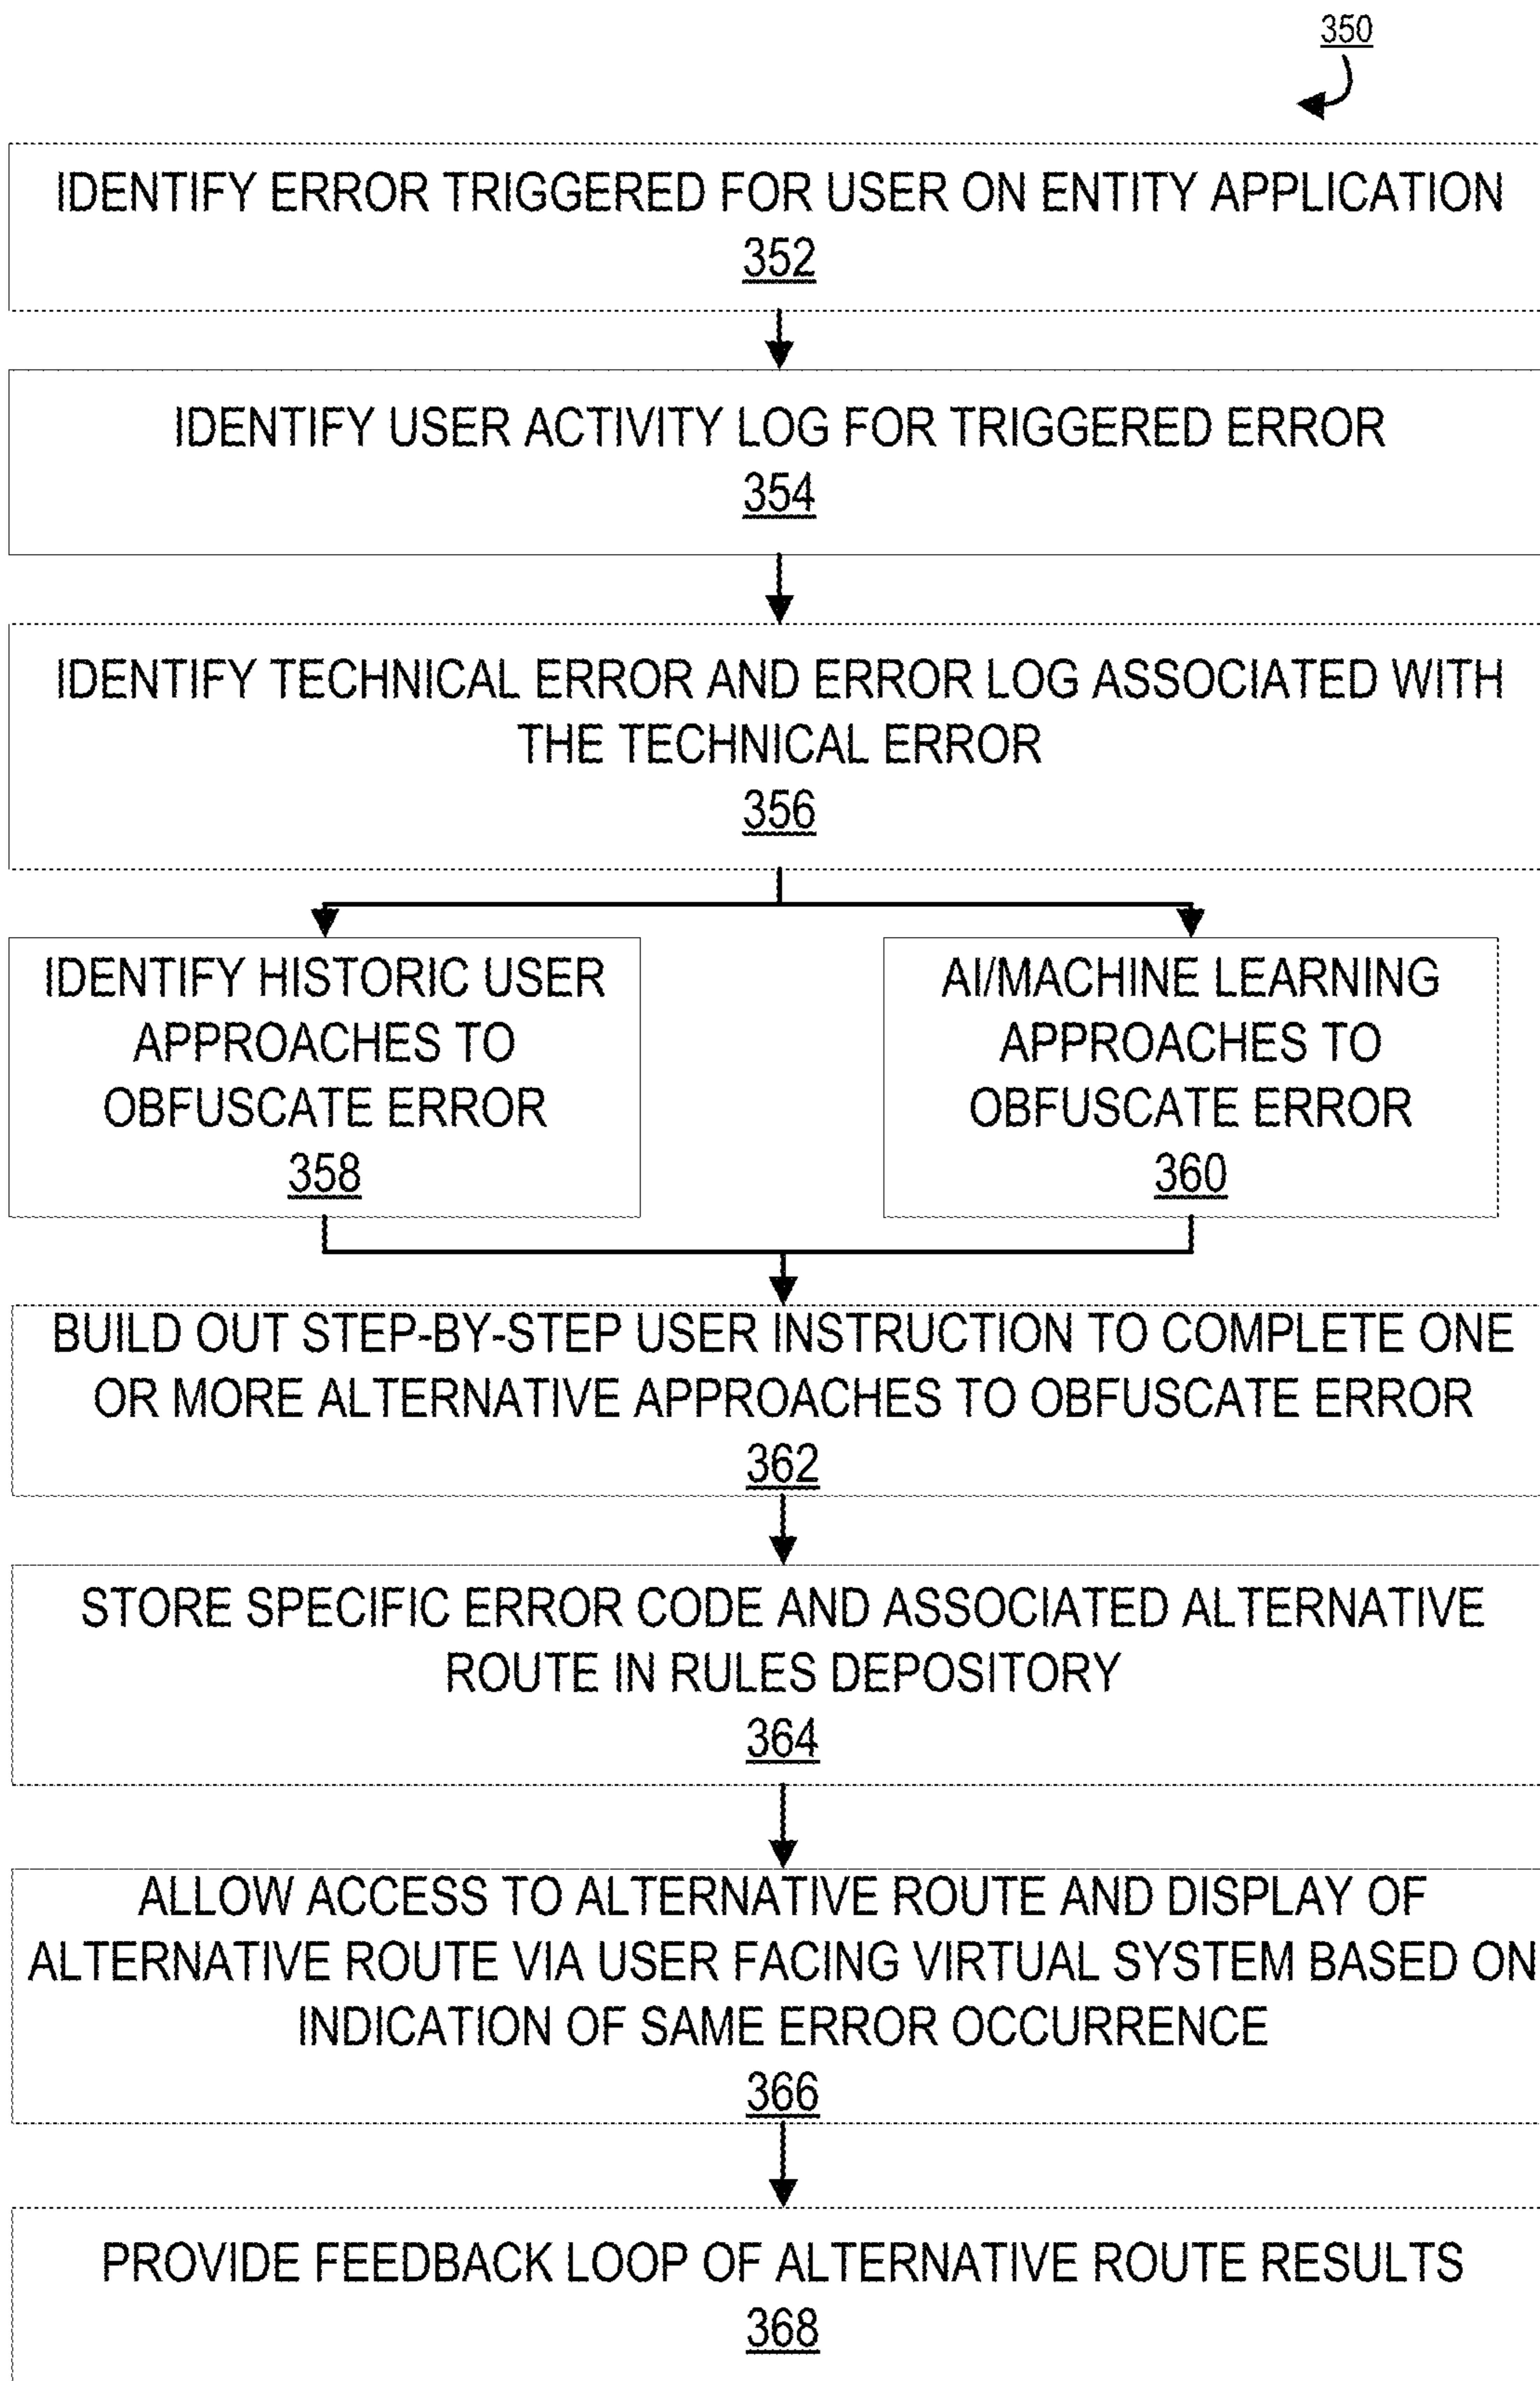 350
IDENTIFY ERROR TRIGGERED FOR USER ON ENTITY APPLICATION
352
IDENTIFY USER ACTIVITY LOG FOR TRIGGERED ERROR
354
IDENTIFY TECHNICAL ERROR AND ERROR LOG ASSOCIATED WITH
THE TECHNICAL ERROR
356
IDENTIFY HISTORIC USER
APPROACHES TO
OBFUSCATE ERROR
358
AI/MACHINE LEARNING
APPROACHES TO
OBFUSCATE ERROR
360
BUILD OUT STEP-BY-STEP USER INSTRUCTION TO COMPLETE ONE
OR MORE ALTERNATIVE APPROACHES TO OBFUSCATE ERROR
362
STORE SPECIFIC ERROR CODE AND ASSOCIATED ALTERNATIVE
ROUTE IN RULES DEPOSITORY
364
ALLOW ACCESS TO ALTERNATIVE ROUTE AND DISPLAY OF
ALTERNATIVE ROUTE VIA USER FACING VIRTUAL SYSTEM BASED ON
INDICATION OF SAME ERROR OCCURRENCE
366
PROVIDE FEEDBACK LOOP OF ALTERNATIVE ROUTE RESULTS
368